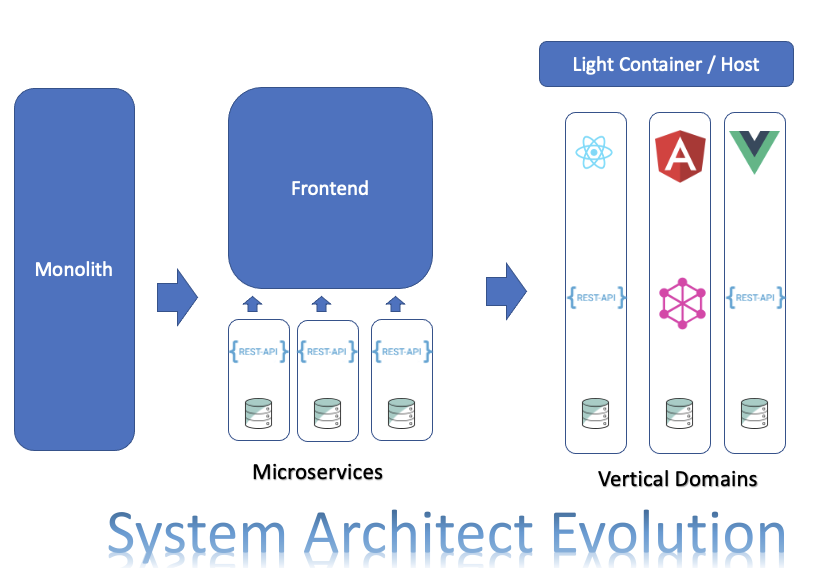 Light Container / Host
Monolith
Frontend
{REST-API}
{REST-API}
{REST-API}
Microservices
A
{REST-API}
{REST-API}
Vertical Domains
System Architect Evolution